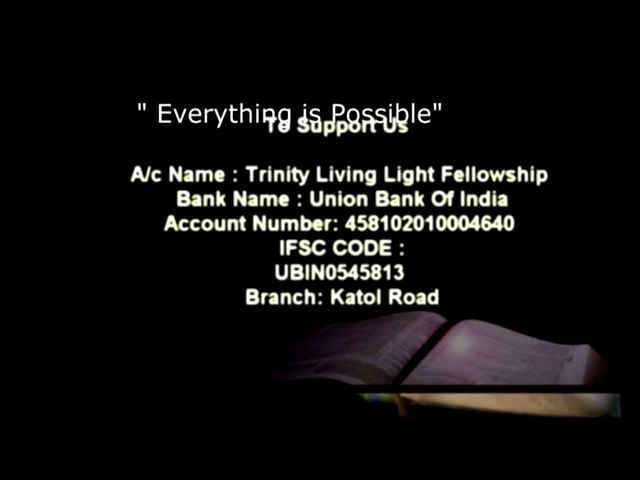 " Everything is Possible"
To Support Us
A/c Name : Trinity Living Light Fellowship
Bank Name : Union Bank Of India
Account Number: 458102010004640
IFSC CODE :
UBIN0545813
Branch: Katol Road